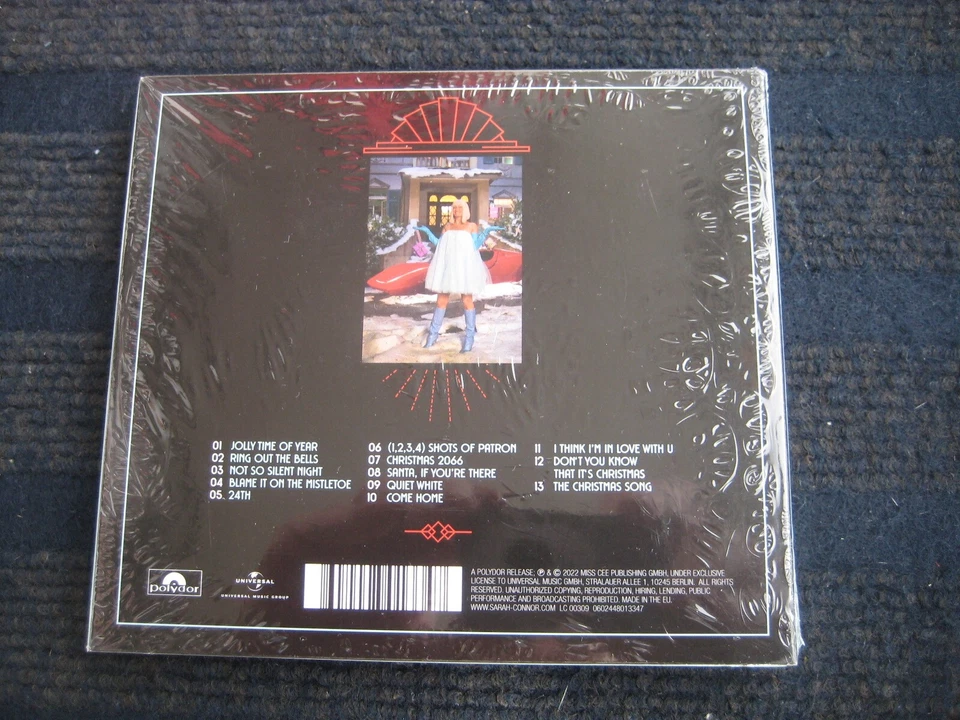 01 JOLLY TIME OF YEAR
02 RING OUT THE BELLS
03 NOT SO SILENT NIGHT
04 BLAME IT ON THE MISTLETOE
05. 24TH
06 (1,2,3,4) SHOTS OF PATRON
07 CHRISTMAS 2066
08 SANTA, IF YOU'RE THERE
09 QUIET WHITE
10 COME HOME
11 I THINK I'M IN LOVE WITH U
12 DON'T YOU KNOW
THAT IT'S CHRISTMAS
13 THE CHRISTMAS SONG
polydor
UNIVERSAL
UNIVERSAL MUSIC GROUP
A POLYDOR RELEASE; ℗ & © 2022 MISS CEE PUBLISHING GMBH, UNDER EXCLUSIVE
LICENSE TO UNIVERSAL MUSIC GMBH, STRALAUER ALLEE 1, 10245 BERLIN. ALL RIGHTS
RESERVED. UNAUTHORIZED COPYING, REPRODUCTION, HIRING, LENDING, PUBLIC
PERFORMANCE AND BROADCASTING PROHIBITED. MADE IN THE EU.
WWW.SARAH-CONNOR.COM LC 00309 0602448013347